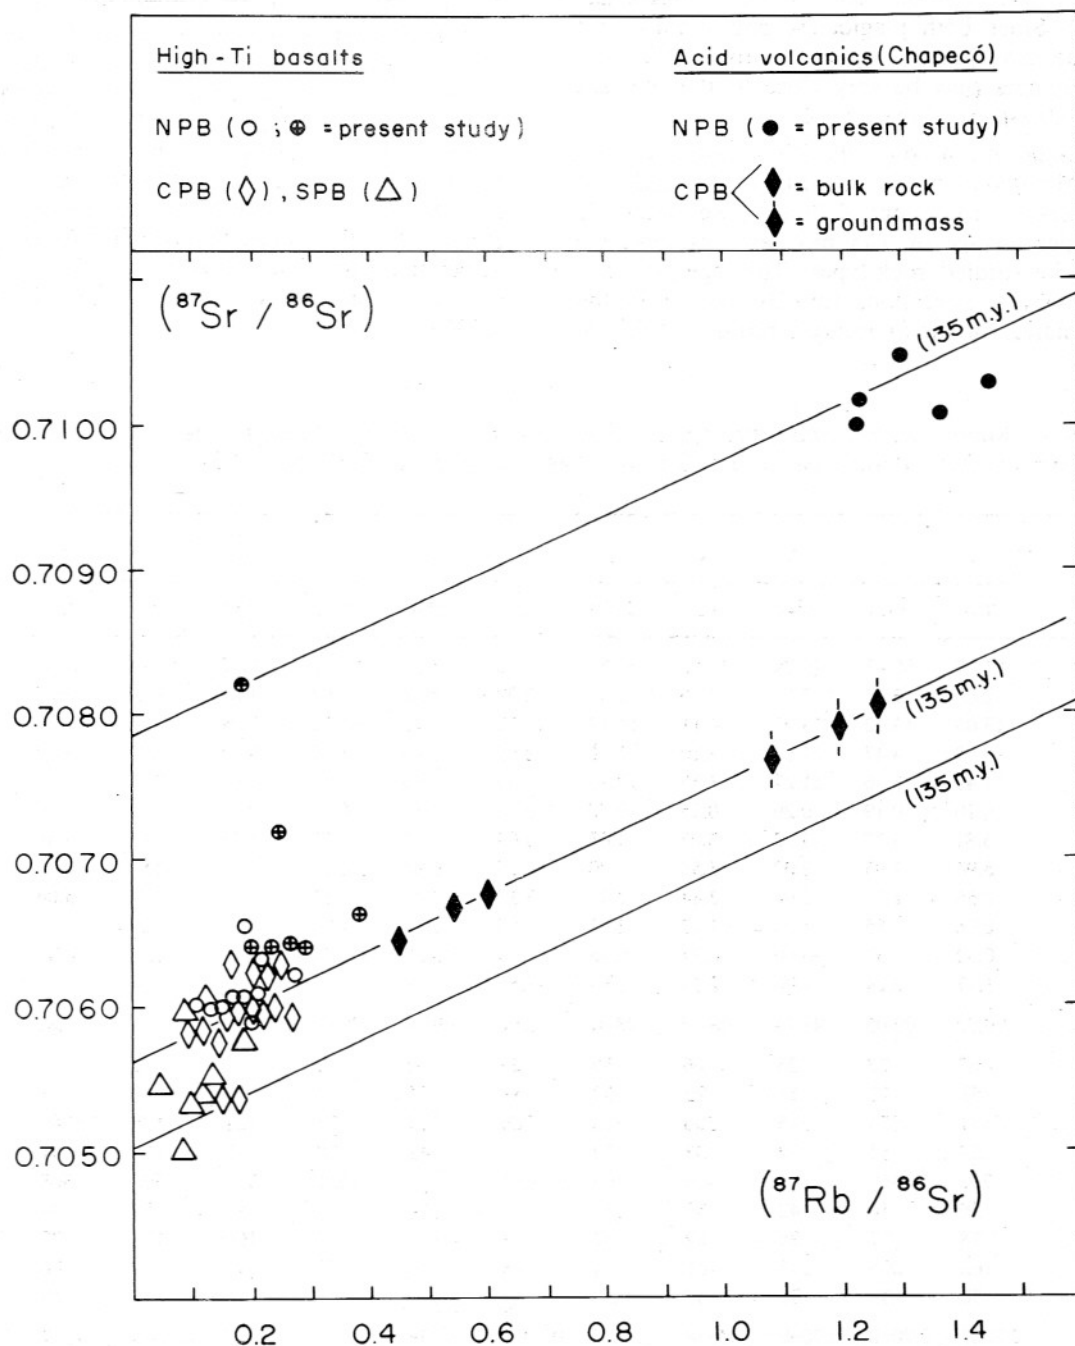 High-Ti basalts
NPB (○ ; ⊕ = present study)
CPB (◇), SPB (△)
Acid volcanics (Chapecó)
NPB (● = present study)
CPB
♦ = bulk rock
♦ = groundmass
(⁸⁷Sr / ⁸⁶Sr)
(135 m.y.)
0.7100
0.7090
0.7080
(135 m.y.)
(135 m.y.)
0.7070
0.7060
0.7050
(⁸⁷Rb / ⁸⁶Sr)
0.2 0.4 0.6 0.8 1.0 1.2 1.4